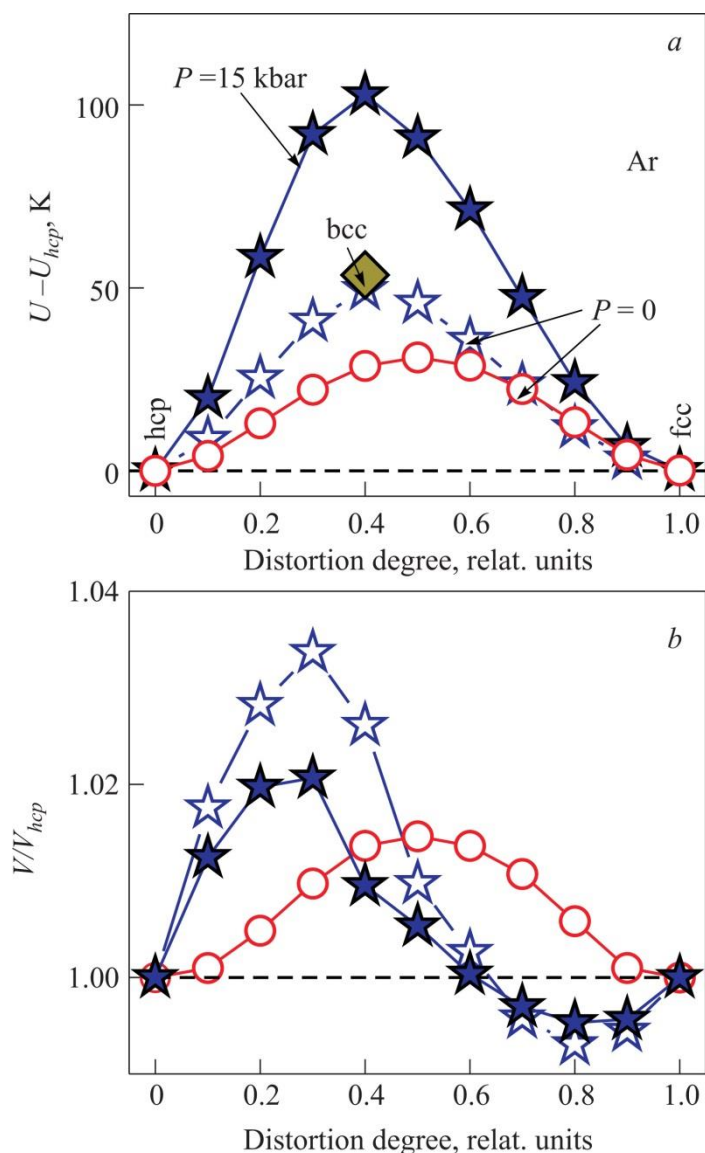 a
P = 15 kbar
100
Ar
bcc
U – U_hcp, K
50
P = 0
hcp
fcc
0
0 0.2 0.4 0.6 0.8 1.0
Distortion degree, relat. units
1.04
b
1.02
V/V_hcp
1.00
0 0.2 0.4 0.6 0.8 1.0
Distortion degree, relat. units